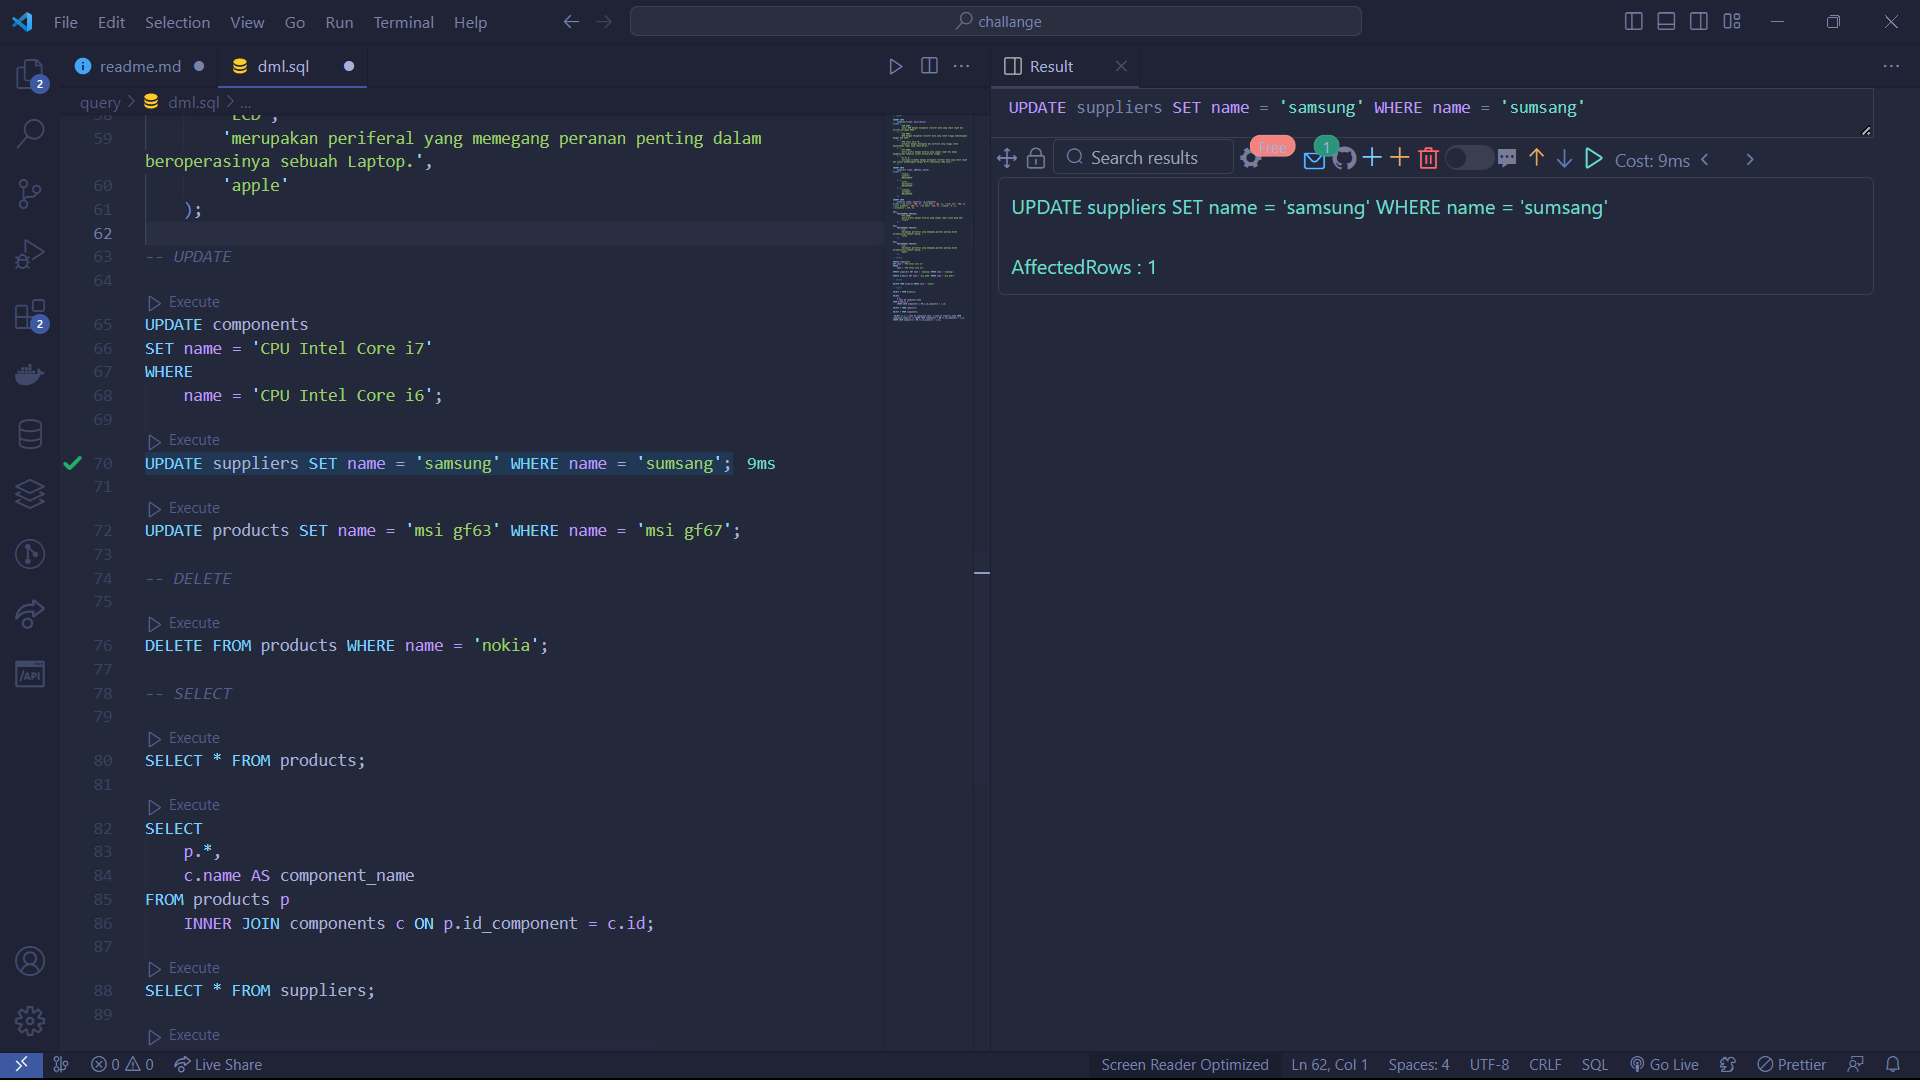 File Edit Selection View Go Run Terminal Help
challange
readme.md
dml.sql
Result
query > dml.sql > ...
UPDATE suppliers SET name = 'samsung' WHERE name = 'sumsang'
Search results
Free
1
Cost: 9ms
UPDATE suppliers SET name = 'samsung' WHERE name = 'sumsang'
AffectedRows : 1
2
2
/API
58 'LCD',
59 'merupakan periferal yang memegang peranan penting dalam
beroperasinya sebuah Laptop.',
60 'apple'
61 );
62
63 -- UPDATE
64
Execute
65 UPDATE components
66 SET name = 'CPU Intel Core i7'
67 WHERE
68 name = 'CPU Intel Core i6';
69
Execute
70 UPDATE suppliers SET name = 'samsung' WHERE name = 'sumsang'; 9ms
71
Execute
72 UPDATE products SET name = 'msi gf63' WHERE name = 'msi gf67';
73
74 -- DELETE
75
Execute
76 DELETE FROM products WHERE name = 'nokia';
77
78 -- SELECT
79
Execute
80 SELECT * FROM products;
81
Execute
82 SELECT
83 p.*,
84 c.name AS component_name
85 FROM products p
86 INNER JOIN components c ON p.id_component = c.id;
87
Execute
88 SELECT * FROM suppliers;
89
Execute
0 0 Live Share
Screen Reader Optimized Ln 62, Col 1 Spaces: 4 UTF-8 CRLF SQL Go Live Prettier